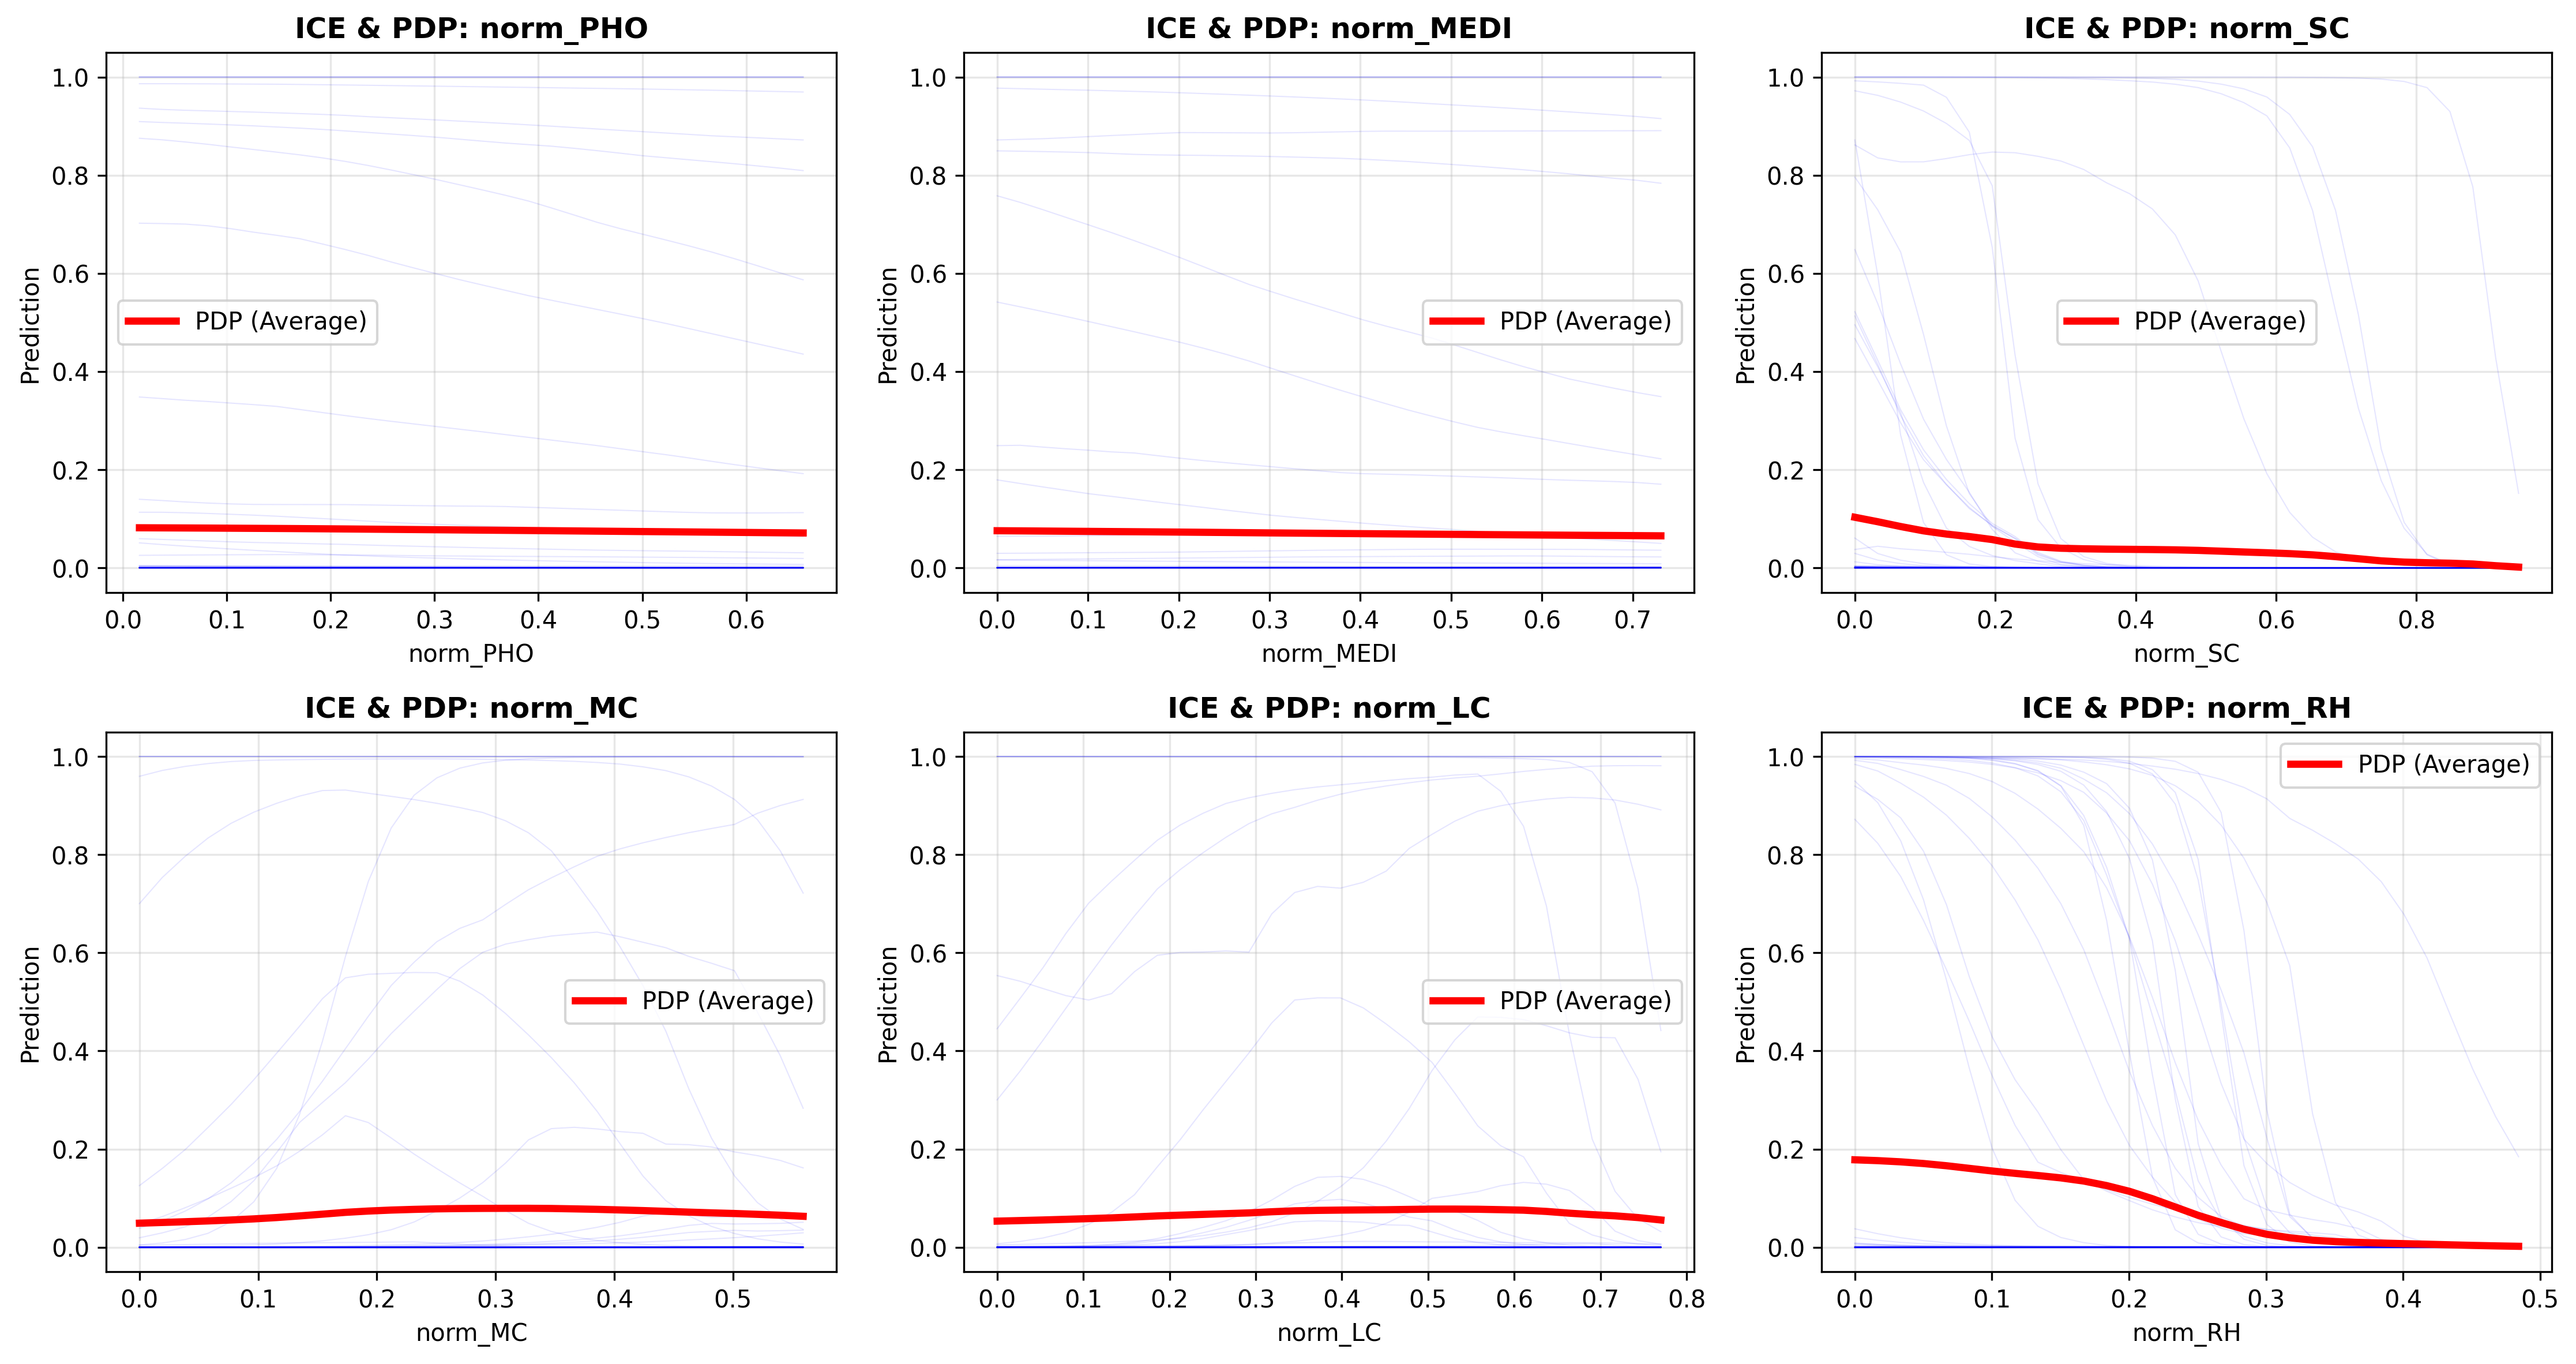 ICE & PDP: norm_PHO
Prediction
1.0
0.8
0.6
0.4
0.2
0.0
PDP (Average)
0.0 0.1 0.2 0.3 0.4 0.5 0.6
norm_PHO
ICE & PDP: norm_MEDI
Prediction
1.0
0.8
0.6
0.4
0.2
0.0
PDP (Average)
0.0 0.1 0.2 0.3 0.4 0.5 0.6 0.7
norm_MEDI
ICE & PDP: norm_SC
Prediction
1.0
0.8
0.6
0.4
0.2
0.0
PDP (Average)
0.0 0.2 0.4 0.6 0.8
norm_SC
ICE & PDP: norm_MC
Prediction
1.0
0.8
0.6
0.4
0.2
0.0
PDP (Average)
0.0 0.1 0.2 0.3 0.4 0.5
norm_MC
ICE & PDP: norm_LC
Prediction
1.0
0.8
0.6
0.4
0.2
0.0
PDP (Average)
0.0 0.1 0.2 0.3 0.4 0.5 0.6 0.7 0.8
norm_LC
ICE & PDP: norm_RH
Prediction
1.0
0.8
0.6
0.4
0.2
0.0
PDP (Average)
0.0 0.1 0.2 0.3 0.4 0.5
norm_RH